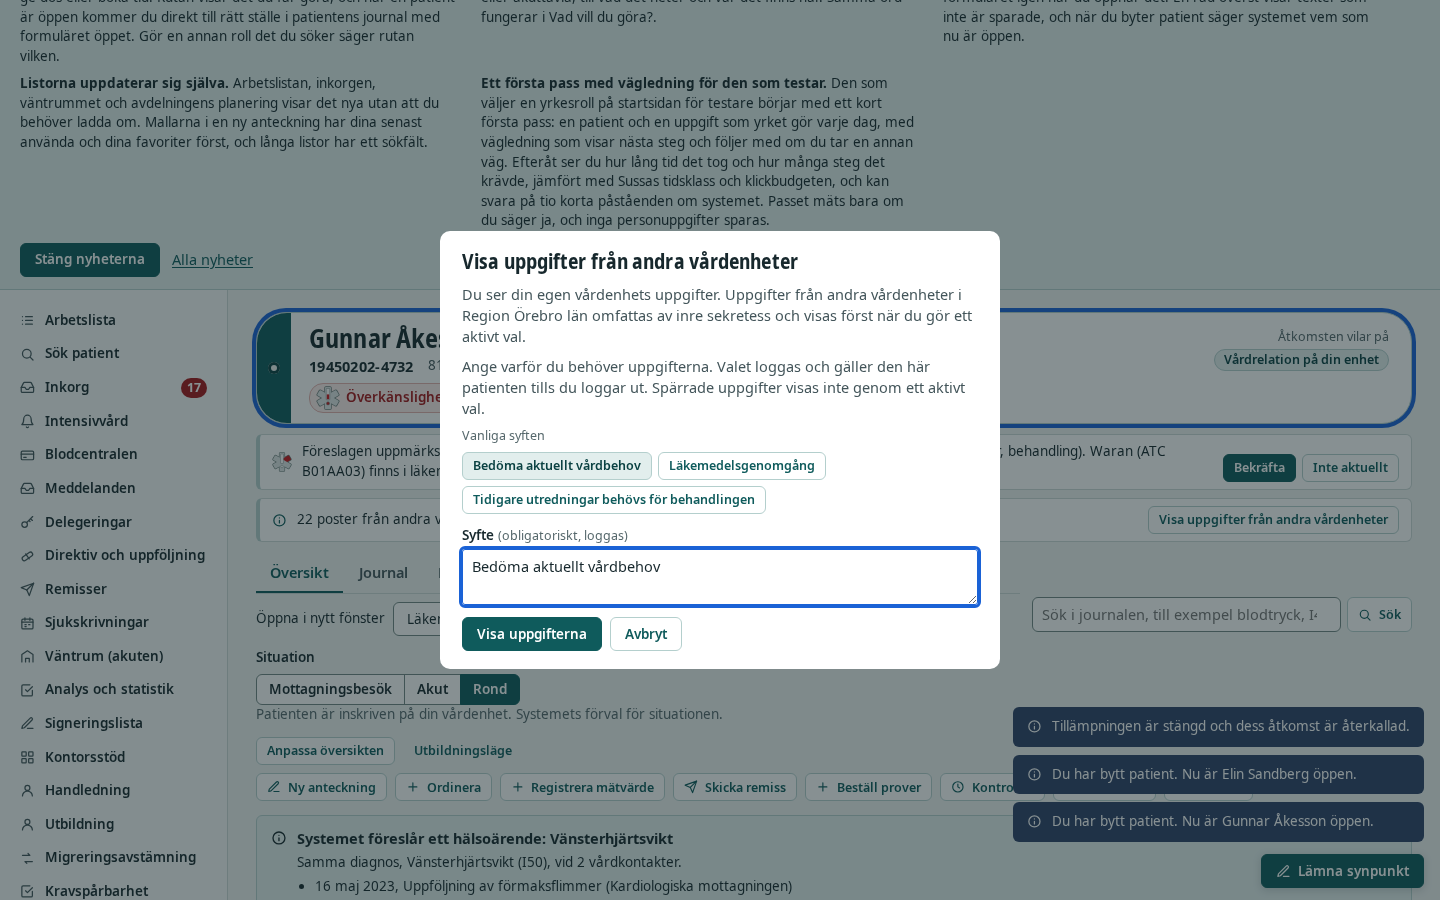 är öppen kommer du direkt till rätt ställe i patientens journal med
formuläret öppet. Gör en annan roll det du söker säger rutan
vilken.
fungerar i Vad vill du göra?.
inte är sparade, och när du byter patient säger systemet vem som
nu är öppen.
Listorna uppdaterar sig själva. Arbetslistan, inkorgen,
väntrummet och avdelningens planering visar det nya utan att du
behöver ladda om. Mallarna i en ny anteckning har dina senast
använda och dina favoriter först, och långa listor har ett sökfält.
Ett första pass med vägledning för den som testar. Den som
väljer en yrkesroll på startsidan för testare börjar med ett kort
första pass: en patient och en uppgift som yrket gör varje dag, med
vägledning som visar nästa steg och följer med om du tar en annan
väg. Efteråt ser du hur lång tid det tog och hur många steg det
krävde, jämfört med Sussas tidsklass och klickbudgeten, och kan
svara på tio korta påståenden om systemet. Passet mäts bara om
du säger ja, och inga personuppgifter sparas.
Stäng nyheterna
Alla nyheter
Arbetslista
Sök patient
Inkorg 17
Intensivvård
Blodcentralen
Meddelanden
Delegeringar
Direktiv och uppföljning
Remisser
Sjukskrivningar
Väntrum (akuten)
Analys och statistik
Signeringslista
Kontorsstöd
Handledning
Utbildning
Migreringsavstämning
Kravspårbarhet
Gunnar Åkes
19450202-4732 81
Överkänslighe
Åtkomsten vilar på
Vårdrelation på din enhet
Föreslagen uppmärks
B01AA03) finns i läker
, behandling). Waran (ATC
Bekräfta
Inte aktuellt
22 poster från andra v
Visa uppgifter från andra vårdenheter
Översikt
Journal
Öppna i nytt fönster
Läker
Sök i journalen, till exempel blodtryck, I
Sök
Situation
Mottagningsbesök
Akut
Rond
Patienten är inskriven på din vårdenhet. Systemets förval för situationen.
Anpassa översikten
Utbildningsläge
Ny anteckning
Ordinera
Registrera mätvärde
Skicka remiss
Beställ prover
Kontro
Systemet föreslår ett hälsoärende: Vänsterhjärtsvikt
Samma diagnos, Vänsterhjärtsvikt (I50), vid 2 vårdkontakter.
• 16 maj 2023, Uppföljning av förmaksflimmer (Kardiologiska mottagningen)
Visa uppgifter från andra vårdenheter
Du ser din egen vårdenhets uppgifter. Uppgifter från andra vårdenheter i
Region Örebro län omfattas av inre sekretess och visas först när du gör ett
aktivt val.
Ange varför du behöver uppgifterna. Valet loggas och gäller den här
patienten tills du loggar ut. Spärrade uppgifter visas inte genom ett aktivt
val.
Vanliga syften
Bedöma aktuellt vårdbehov
Läkemedelsgenomgång
Tidigare utredningar behövs för behandlingen
Syfte (obligatoriskt, loggas)
Bedöma aktuellt vårdbehov
Visa uppgifterna
Avbryt
Tillämpningen är stängd och dess åtkomst är återkallad.
Du har bytt patient. Nu är Elin Sandberg öppen.
Du har bytt patient. Nu är Gunnar Åkesson öppen.
Lämna synpunkt